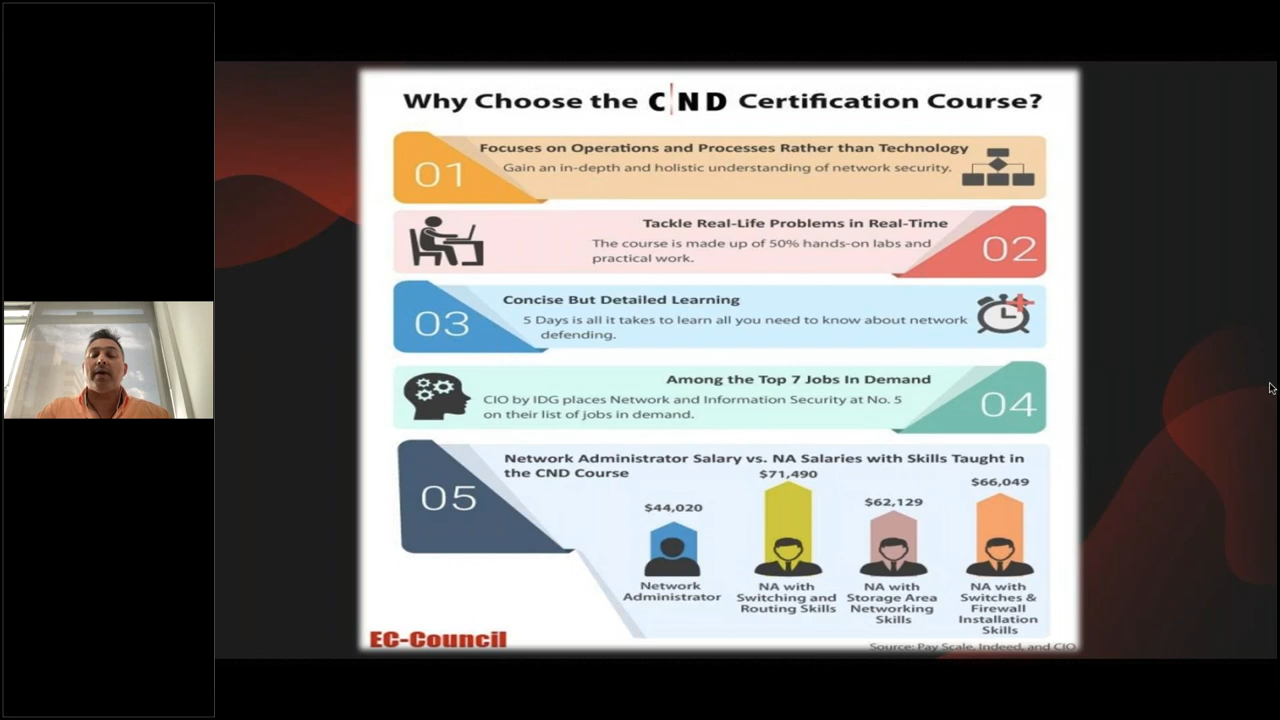 Why Choose the C|ND Certification Course?
01
Focuses on Operations and Processes Rather than Technology
Gain an in-depth and holistic understanding of network security.
Tackle Real-Life Problems in Real-Time
The course is made up of 50% hands-on labs and
practical work.
02
03
Concise But Detailed Learning
5 Days is all it takes to learn all you need to know about network
defending.
Among the Top 7 Jobs In Demand
CIO by IDG places Network and Information Security at No. 5
on their list of jobs in demand.
04
05
Network Administrator Salary vs. NA Salaries with Skills Taught in
the CND Course
$44,020
Network
Administrator
$71,490
NA with
Switching and
Routing Skills
$62,129
NA with
Storage Area
Networking
Skills
$66,049
NA with
Switches &
Firewall
Installation
Skills
EC-Council
Source: Pay Scale, Indeed, and CIO